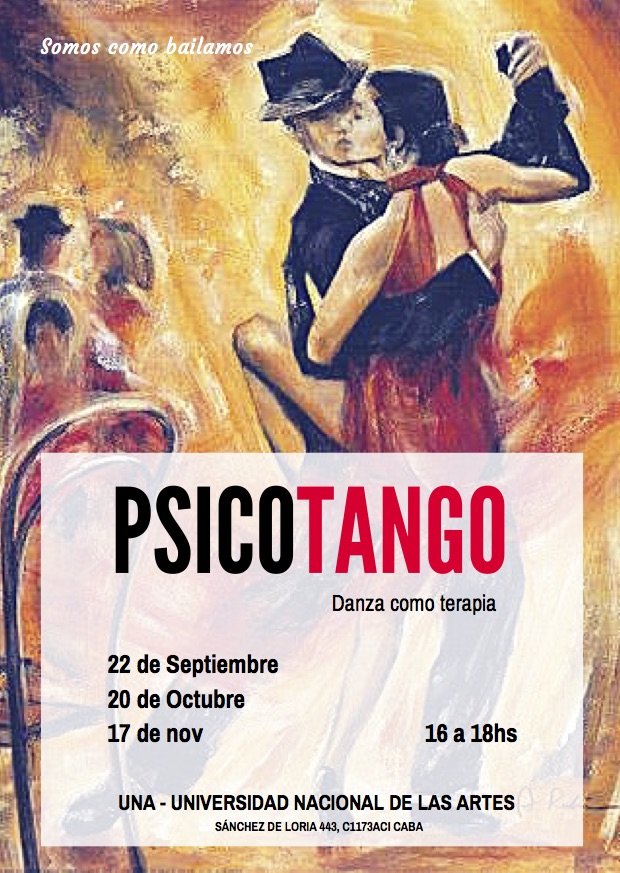 Somos como bailamos
PSICOTANGO
Danza como terapia
22 de Septiembre
20 de Octubre
17 de nov
16 a 18hs
UNA - UNIVERSIDAD NACIONAL DE LAS ARTES
SÁNCHEZ DE LORIA 443, C1173ACI CABA